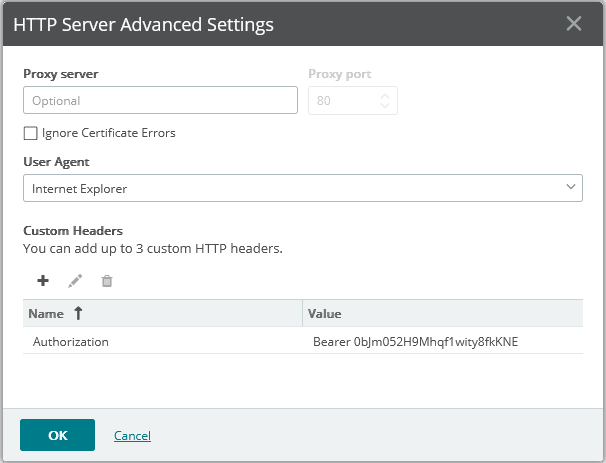 HTTP Server Advanced Settings
Proxy server
Proxy port
Optional
80
Ignore Certificate Errors
User Agent
Internet Explorer
Custom Headers
You can add up to 3 custom HTTP headers.
Name
Value
Authorization
Bearer 0bJm052H9Mhqf1wity8fkKNE
OK
Cancel